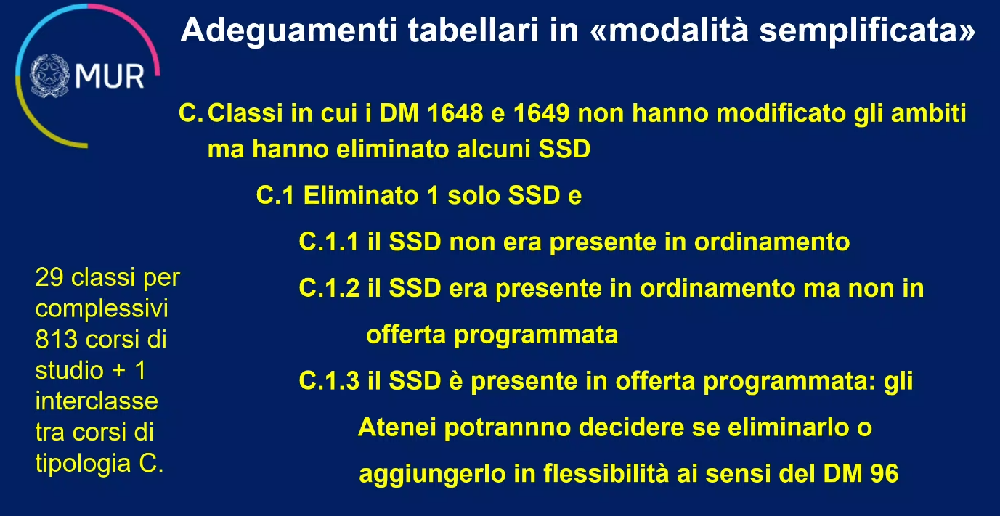 Adeguamenti tabellari in «modalità semplificata»
MUR
C. Classi in cui i DM 1648 e 1649 non hanno modificato gli ambiti
ma hanno eliminato alcuni SSD
C.1 Eliminato 1 solo SSD e
C.1.1 il SSD non era presente in ordinamento
C.1.2 il SSD era presente in ordinamento ma non in
offerta programmata
C.1.3 il SSD è presente in offerta programmata: gli
Atenei potrannno decidere se eliminarlo o
aggiungerlo in flessibilità ai sensi del DM 96
29 classi per
complessivi
813 corsi di
studio + 1
interclasse
tra corsi di
tipologia C.